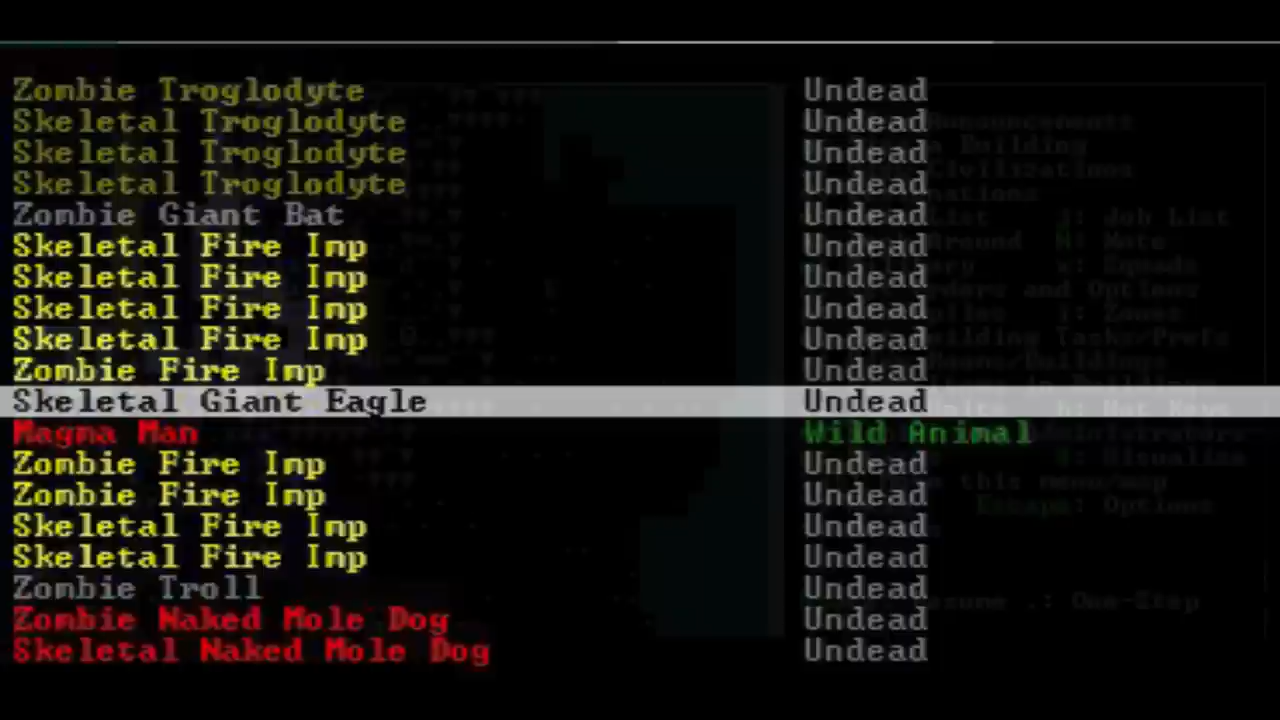 Zombie Troglodyte Undead
Skeletal Troglodyte Undead
Skeletal Troglodyte Undead
Skeletal Troglodyte Undead
Zombie Giant Bat Undead
Skeletal Fire Imp Undead
Skeletal Fire Imp Undead
Skeletal Fire Imp Undead
Skeletal Fire Imp Undead
Zombie Fire Imp Undead
Skeletal Giant Eagle Undead
Magma Man Wild Animal
Zombie Fire Imp Undead
Zombie Fire Imp Undead
Skeletal Fire Imp Undead
Skeletal Fire Imp Undead
Zombie Troll Undead
Zombie Naked Mole Dog Undead
Skeletal Naked Mole Dog Undead